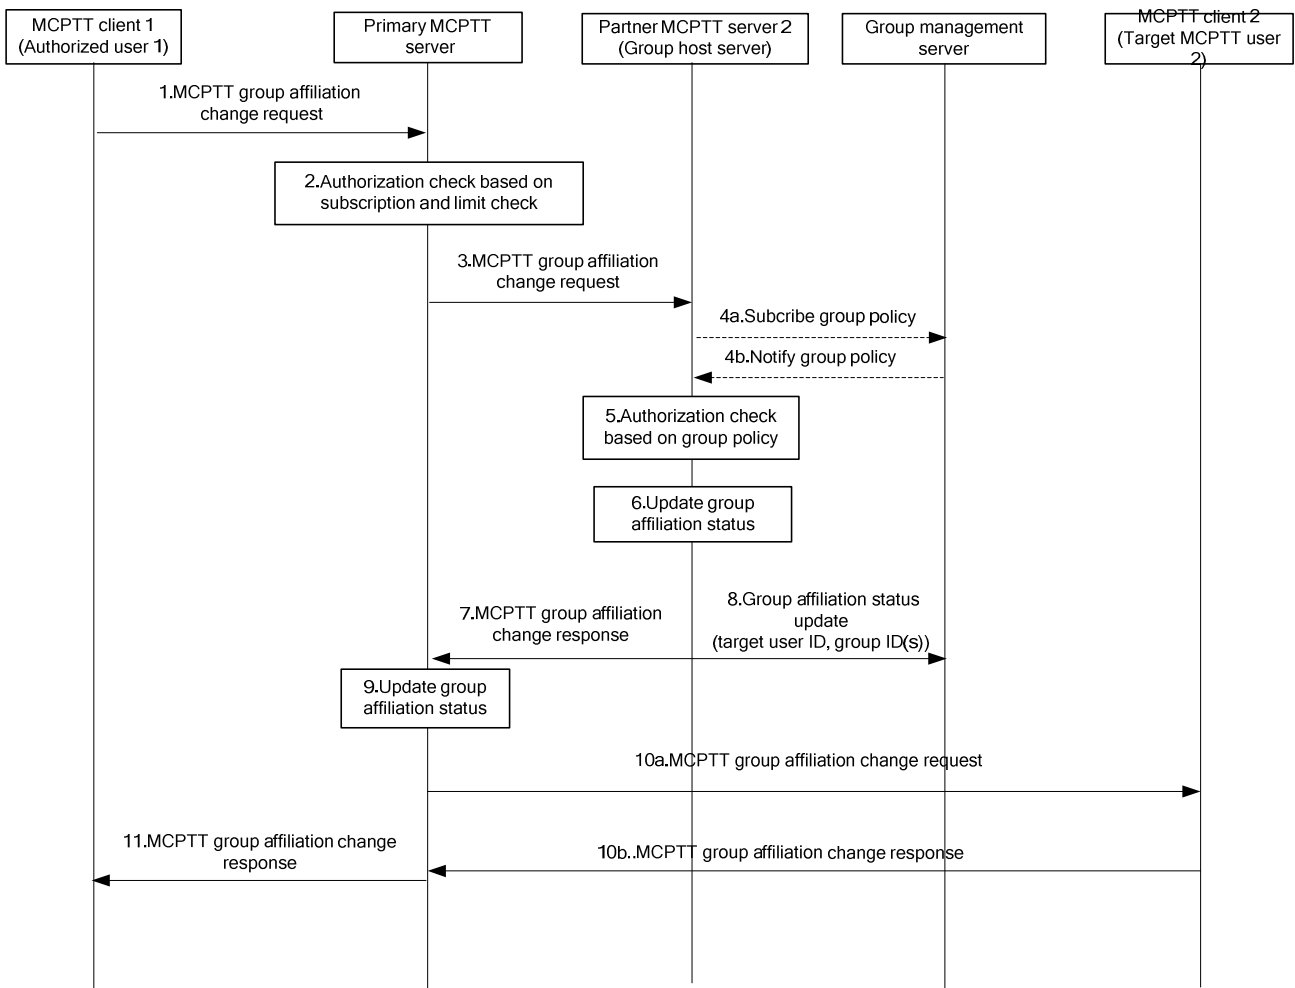 MCPTT client 1
(Authorized user 1)
Primary MCPTT
server
Partner MCPTT server 2
(Group host server)
Group management
server
MCPTT client 2
(Target MCPTT user
2)
1.MCPTT group affiliation
change request
2.Authorization check based on
subscription and limit check
3.MCPTT group affiliation
change request
4a.Subcribe group policy
4b.Notify group policy
5.Authorization check
based on group policy
6.Update group
affiliation status
7.MCPTT group affiliation
change response
8.Group affiliation status
update
(target user ID, group ID(s))
9.Update group
affiliation status
10a.MCPTT group affiliation change request
11.MCPTT group affiliation change
response
10b..MCPTT group affiliation change response